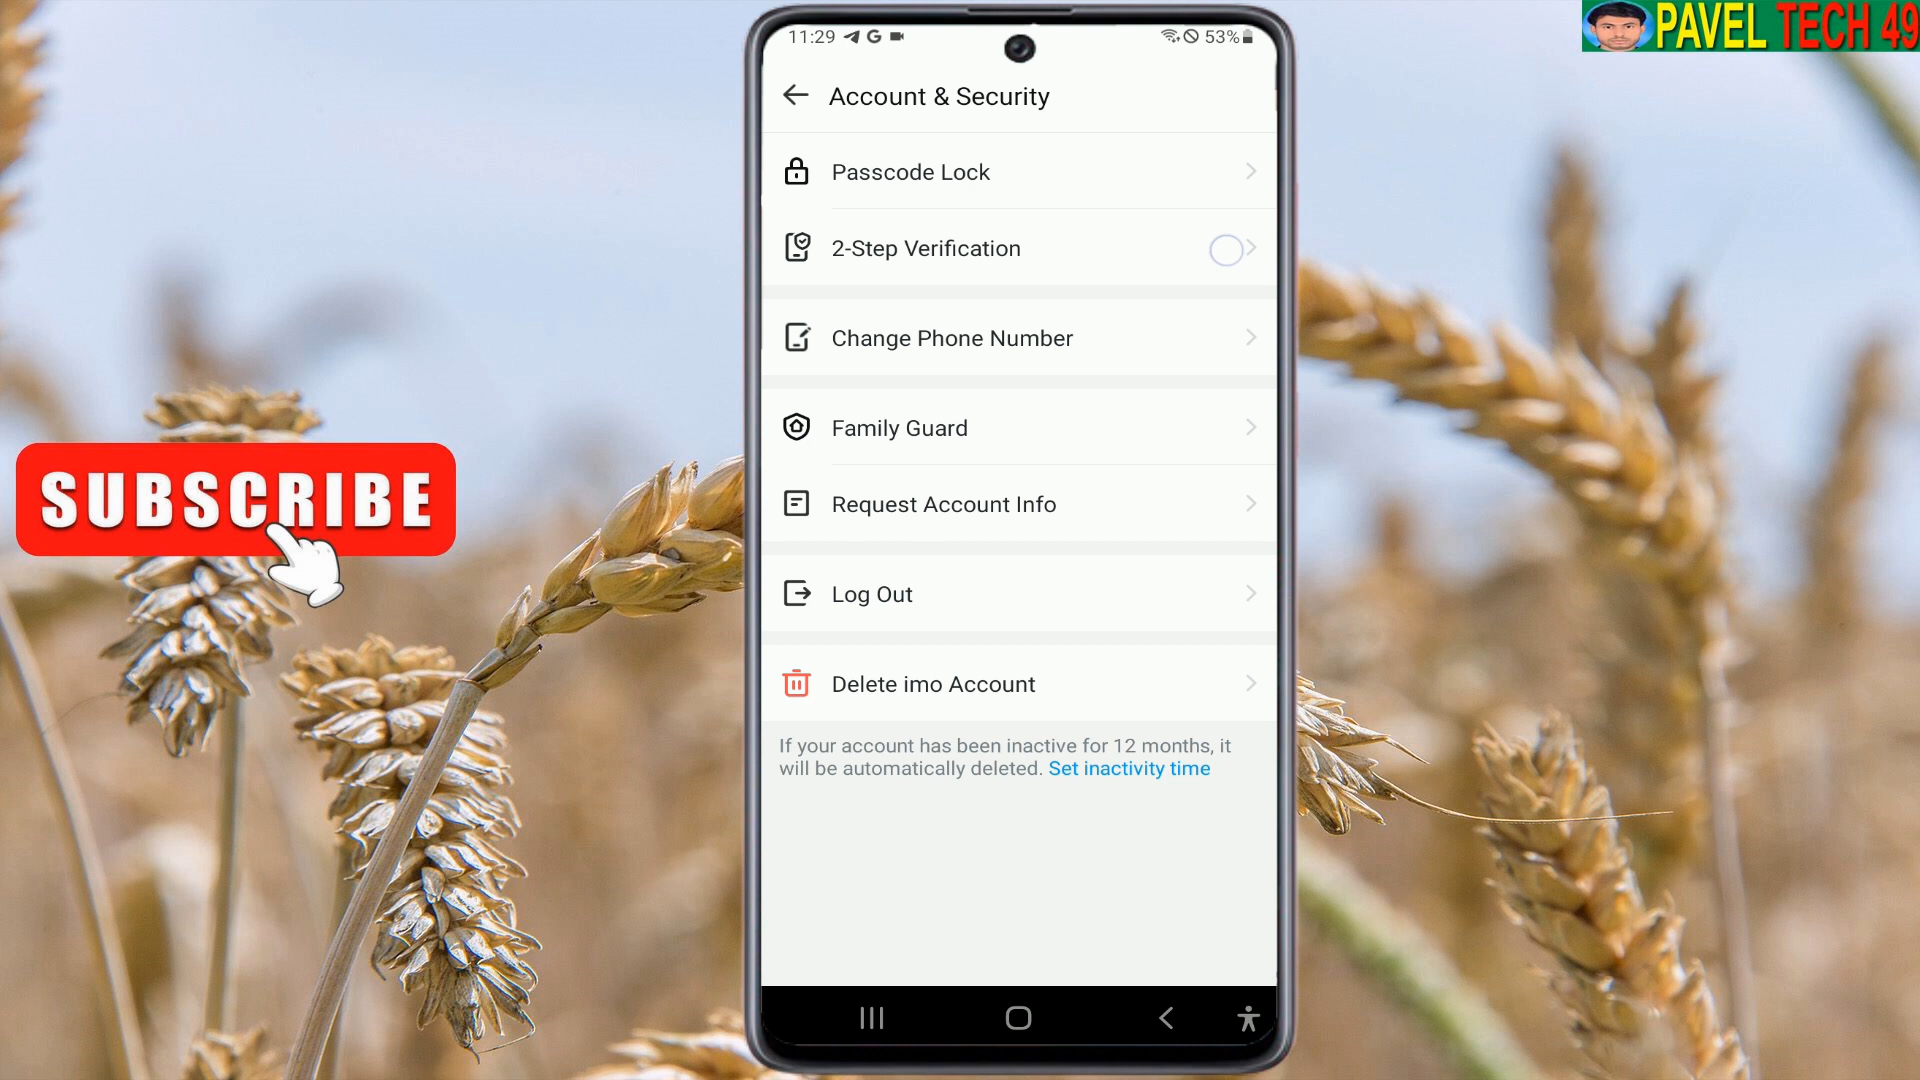 PAVEL TECH 49
11:29
53%
Account & Security
Passcode Lock
2-Step Verification
Change Phone Number
Family Guard
Request Account Info
SUBSCRIBE
Log Out
Delete imo Account
If your account has been inactive for 12 months, it
will be automatically deleted. Set inactivity time